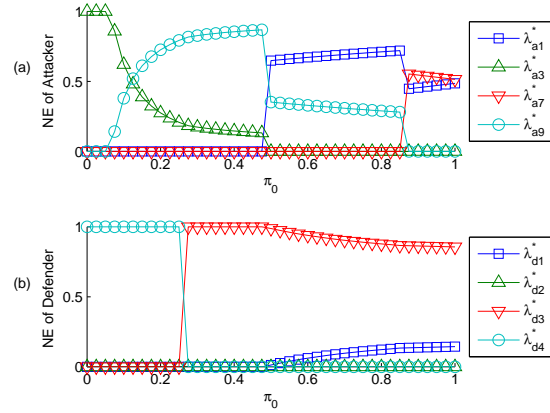 (a)
NE of Attacker
1
0.5
0
0 0.2 0.4 0.6 0.8 1
π₀
λ*ₐ₁
λ*ₐ₃
λ*ₐ₇
λ*ₐ₉
(b)
NE of Defender
1
0.5
0
0 0.2 0.4 0.6 0.8 1
π₀
λ*d1
λ*d2
λ*d3
λ*d4